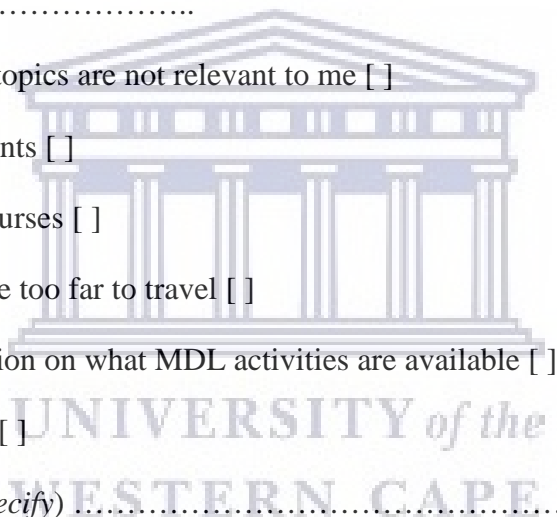 ………………………..
topics are not relevant to me [ ]
nts [ ]
urses [ ]
e too far to travel [ ]
ion on what MDL activities are available [ ]
[ ]
UNIVERSITY of the
ecify) ……………………………………………
WESTERN CAPE